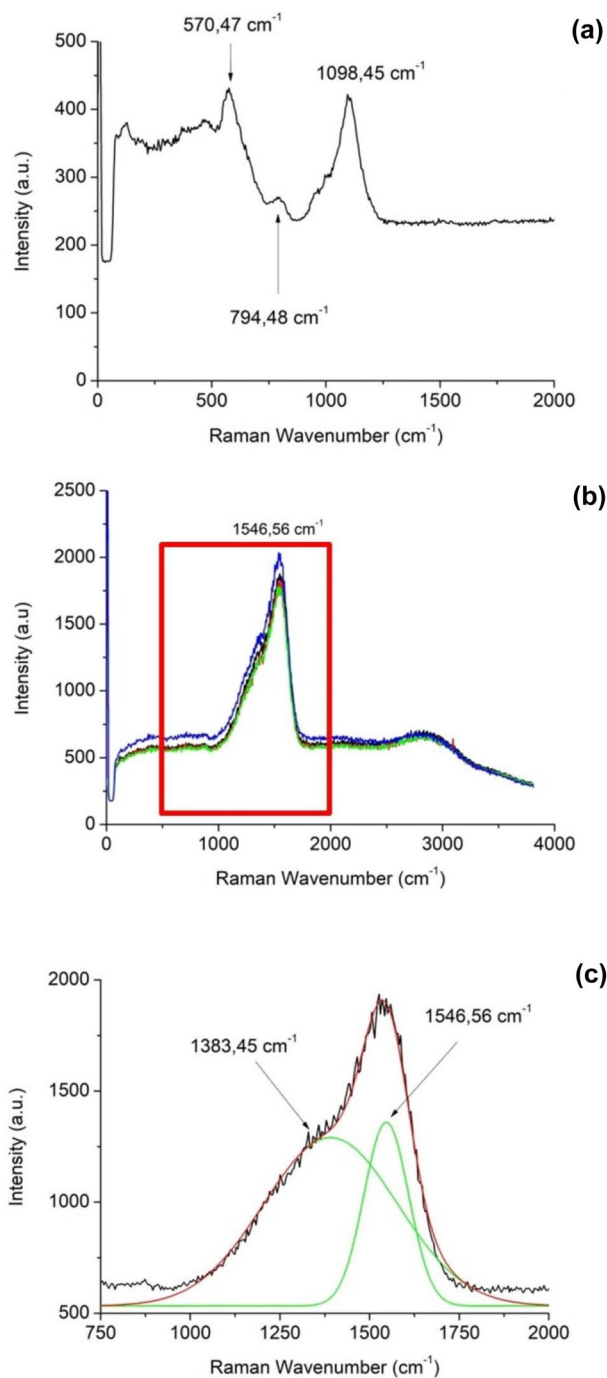 (a)
570,47 cm-1
1098,45 cm-1
794,48 cm-1
Intensity (a.u.)
500
400
300
200
100
0
0 500 1000 1500 2000
Raman Wavenumber (cm-1)
(b)
1546,56 cm-1
Intensity (a.u)
2500
2000
1500
1000
500
0
0 1000 2000 3000 4000
Raman Wavenumber (cm-1)
(c)
1383,45 cm-1
1546,56 cm-1
Intensity (a.u.)
2000
1500
1000
500
750 1000 1250 1500 1750 2000
Raman Wavenumber (cm-1)